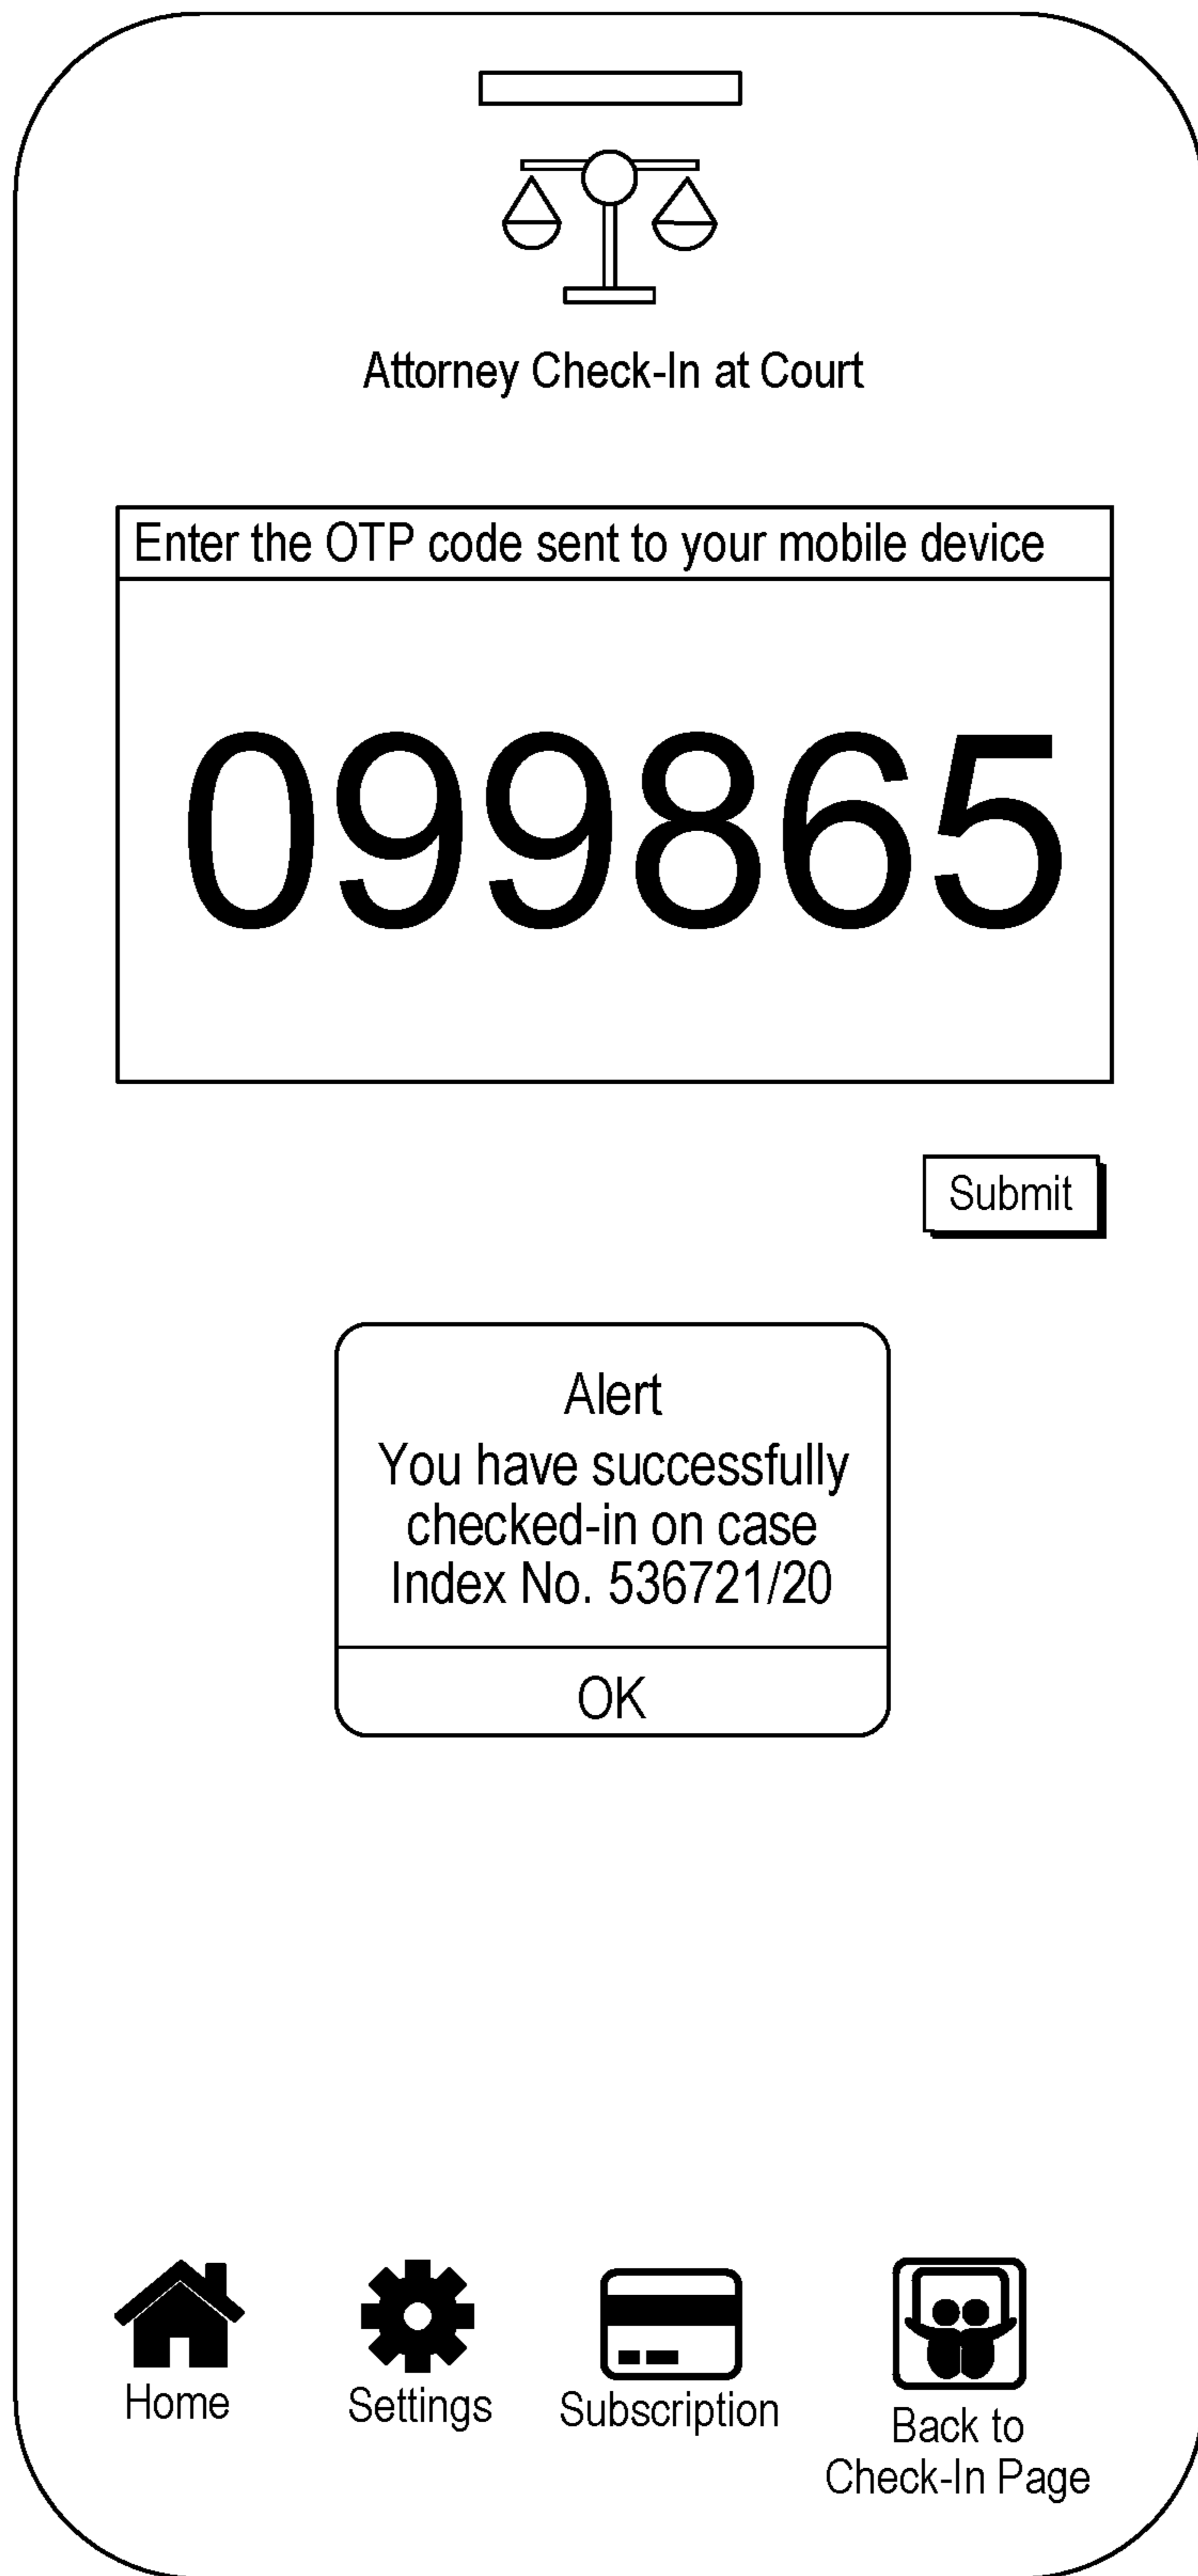 Attorney Check-In at Court
Enter the OTP code sent to your mobile device
099865
Submit
Alert
You have successfully
checked-in on case
Index No. 536721/20
OK
Home
Settings
Subscription
Back to
Check-In Page